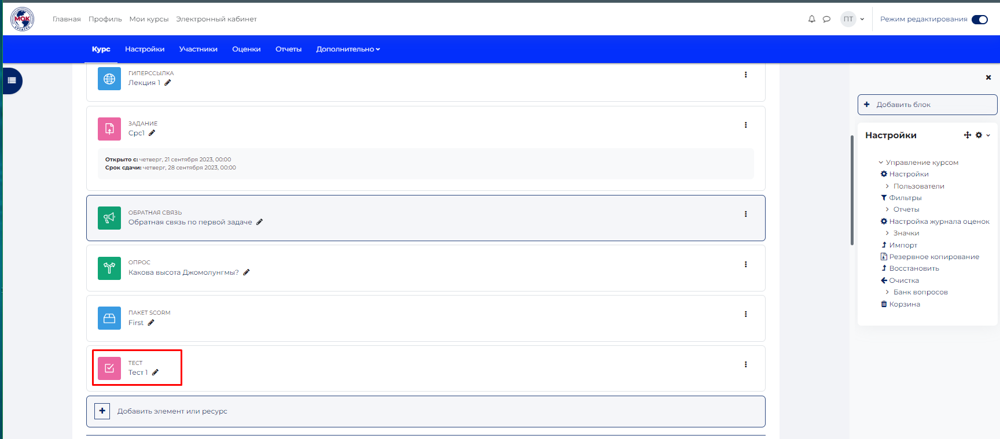 МОК
Главная Профиль Мои курсы Электронный кабинет
ПТ
Режим редактирования
Курс Настройки Участники Оценки Отчеты Дополнительно
ГИПЕРССЫЛКА
Лекция 1
ЗАДАНИЕ
Срс1
Открыто с: четверг, 21 сентября 2023, 00:00
Срок сдачи: четверг, 28 сентября 2023, 00:00
ОБРАТНАЯ СВЯЗЬ
Обратная связь по первой задаче
ОПРОС
Какова высота Джомолунгмы?
ПАКЕТ SCORM
First
ТЕСТ
Тест 1
Добавить элемент или ресурс
Добавить блок
Настройки
Управление курсом
Настройки
Пользователи
Фильтры
Отчеты
Настройка журнала оценок
Значки
Импорт
Резервное копирование
Восстановить
Очистка
Банк вопросов
Корзина